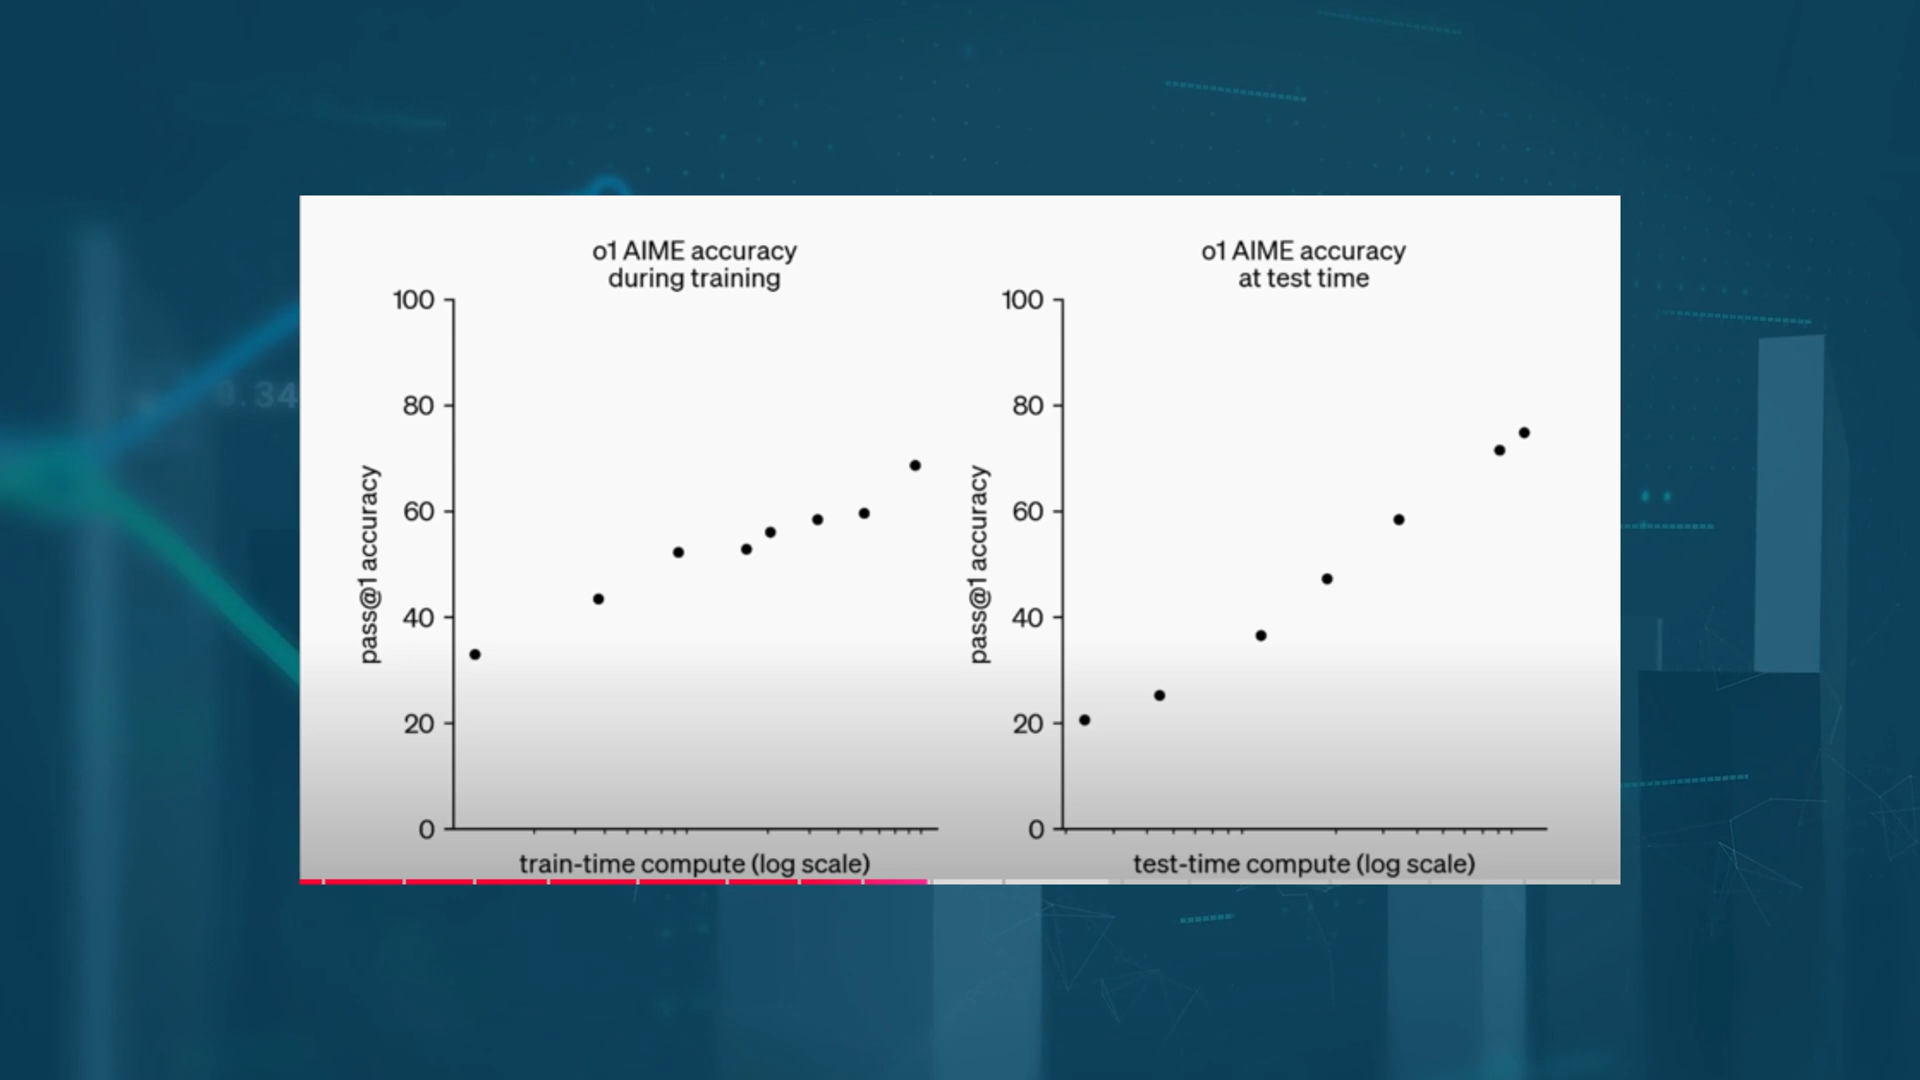 o1 AIME accuracy
during training
100
80
60
40
20
0
pass@1 accuracy
train-time compute (log scale)
o1 AIME accuracy
at test time
100
80
60
40
20
0
pass@1 accuracy
test-time compute (log scale)